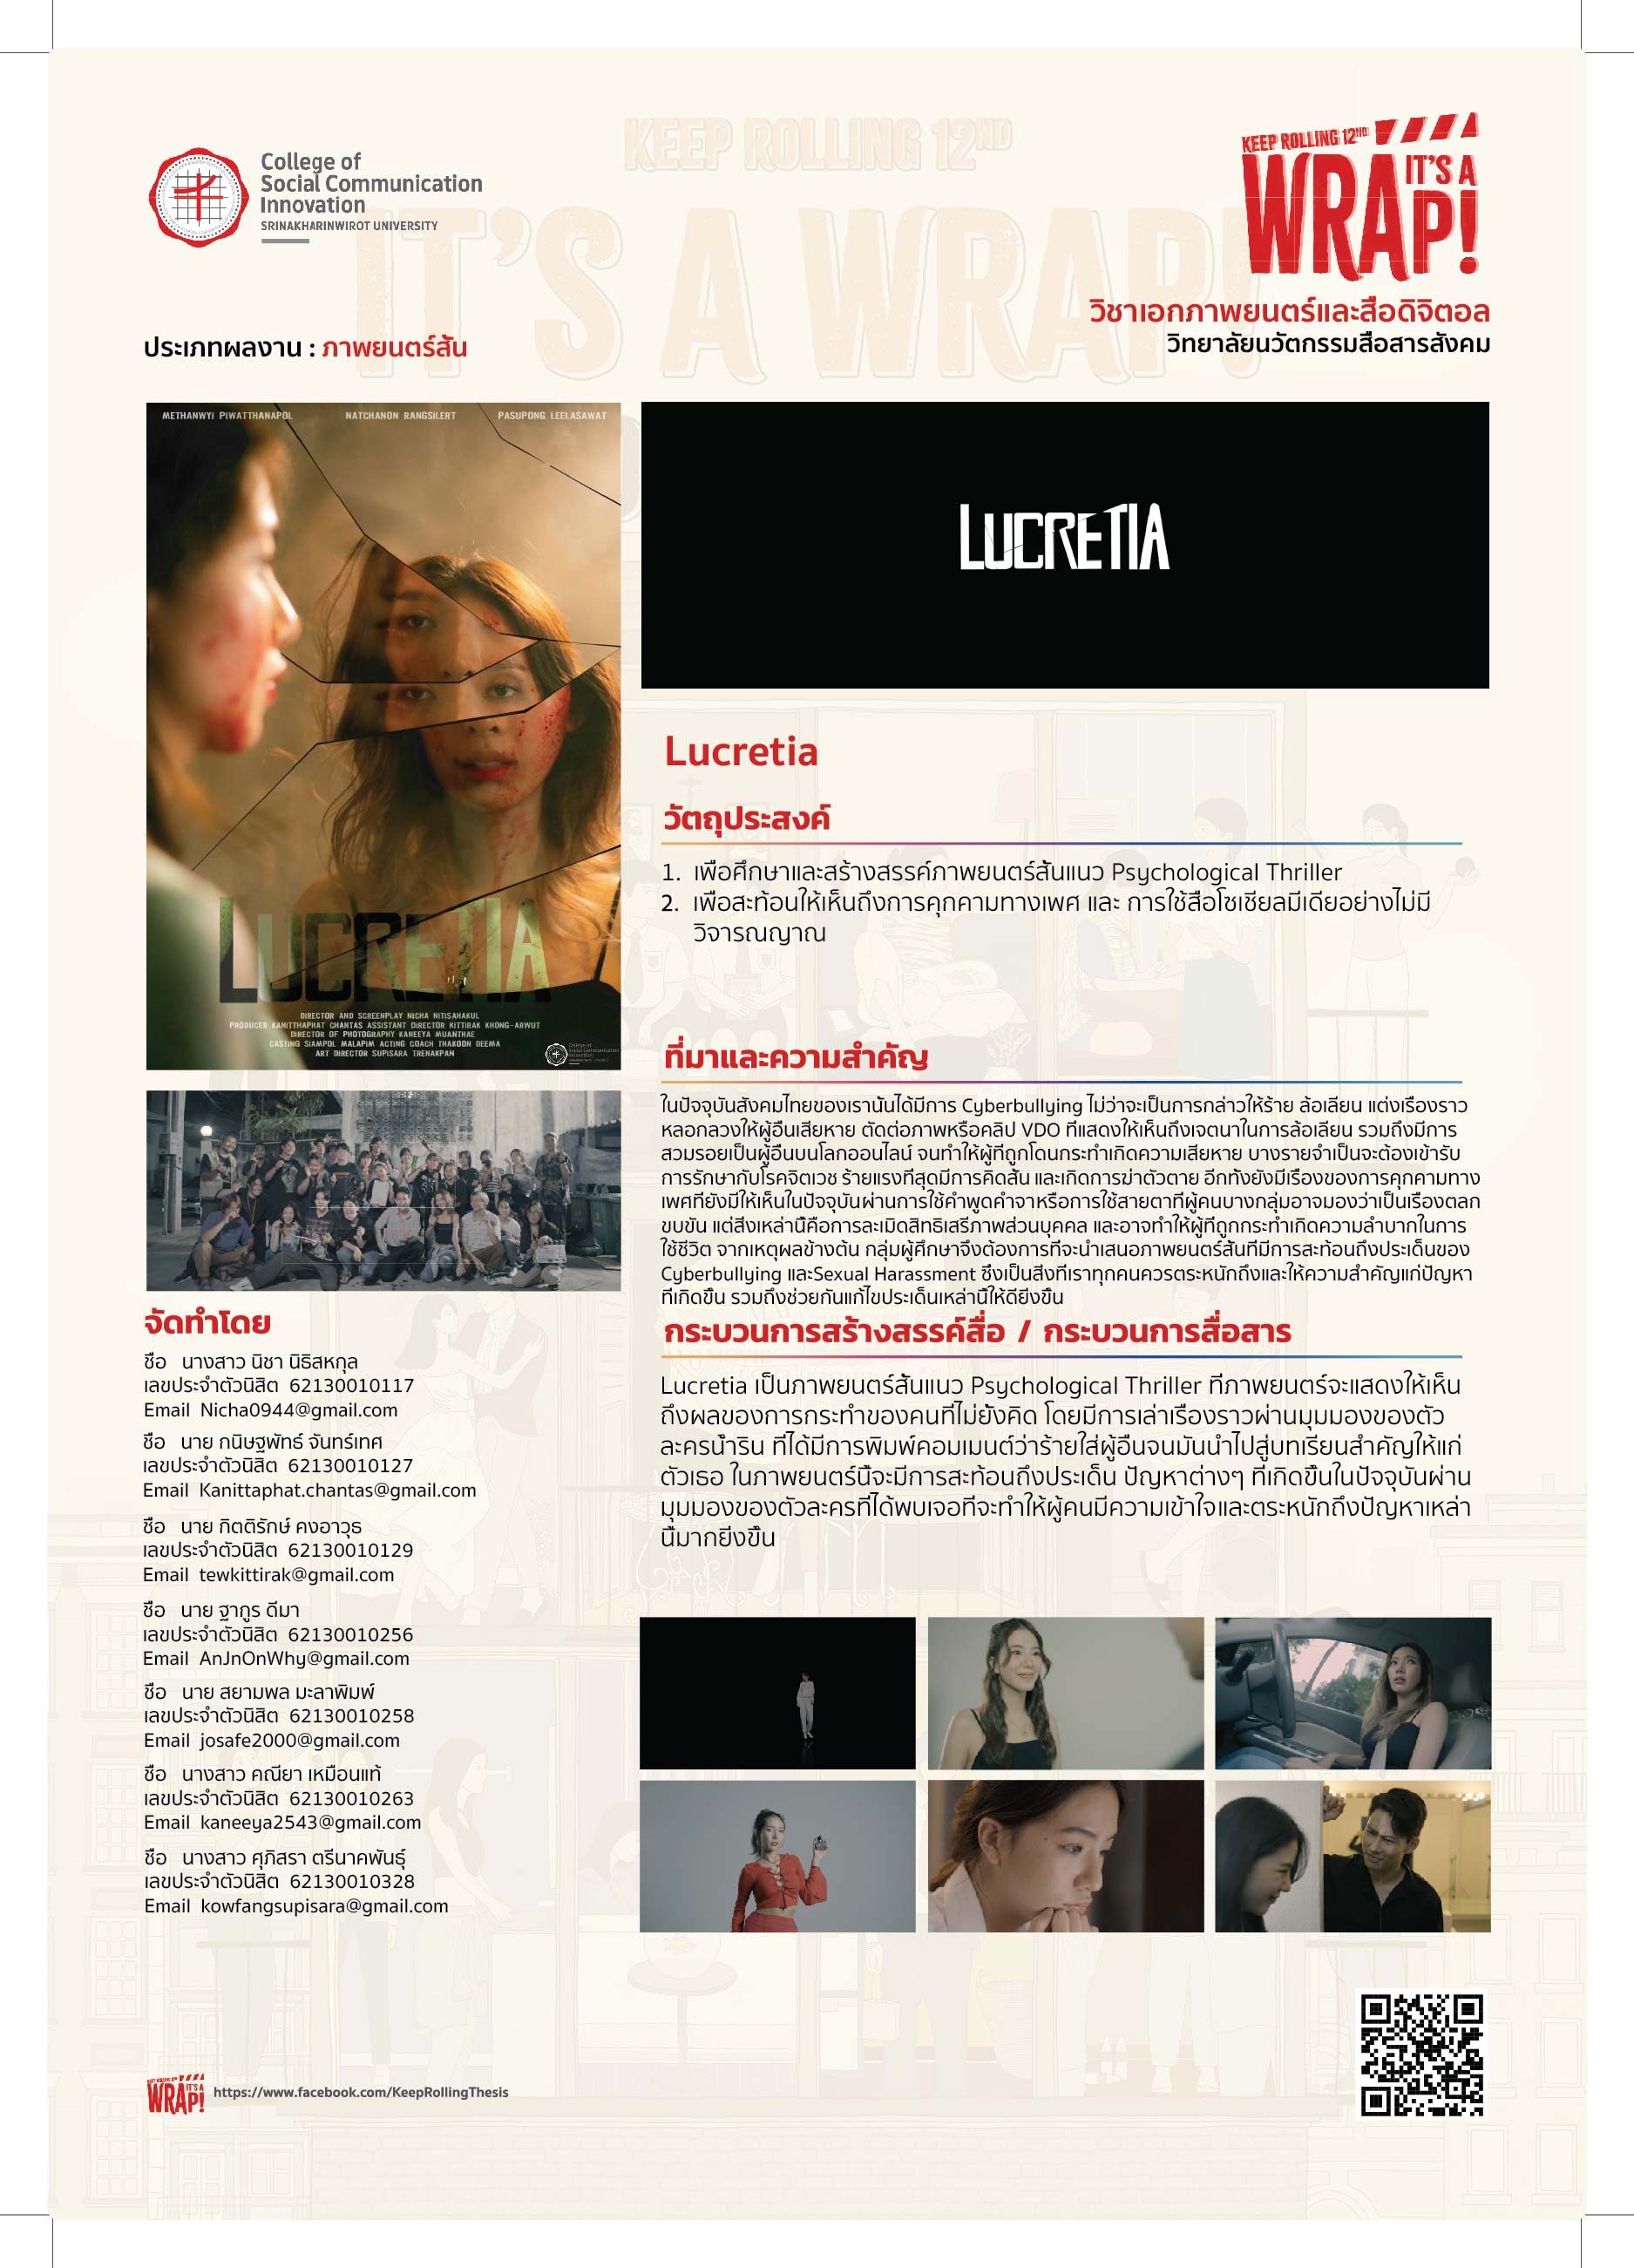 KEEP ROLLING 12ND
IT'S A WRAP!
College of
Social Communication
Innovation
SRINAKHARINWIROT UNIVERSITY
KEEP ROLLING 12ND
IT'S A
WRAP!
วิชาเอกภาพยนตร์และสื่อดิจิตอล
วิทยาลัยนวัตกรรมสื่อสารสังคม
ประเภทผลงาน : ภาพยนตร์สั้น
METHANWYI PIWATTHANAPOL NATCHANON RANGSILERT PASUPONG LEELASAWAT
LUCRETIA
DIRECTOR AND SCREENPLAY NICHA NITISAHAKUL
PRODUCER KANITTHAPHAT CHANTAS ASSISTANT DIRECTOR KITTIRAK KHONG-ARWUT
DIRECTOR OF PHOTOGRAPHY KANEEYA MUANTHAE
CASTING SIAMPOL MALAPIM ACTING COACH THAKOON DEEMA
ART DIRECTOR SUPISARA TRENAKPAN
LUCRETIA
Lucretia
วัตถุประสงค์
1. เพื่อศึกษาและสร้างสรรค์ภาพยนตร์สั้นแนว Psychological Thriller
2. เพื่อสะท้อนให้เห็นถึงการคุกคามทางเพศ และ การใช้สื่อโซเชียลมีเดียอย่างไม่มี
วิจารณญาณ
ที่มาและความสำคัญ
ในปัจจุบันสังคมไทยของเรานั้นได้มีการ Cyberbullying ไม่ว่าจะเป็นการกล่าวให้ร้าย ล้อเลียน แต่งเรื่องราว
หลอกลวงให้ผู้อื่นเสียหาย ตัดต่อภาพหรือคลิป VDO ที่แสดงให้เห็นถึงเจตนาในการล้อเลียน รวมถึงมีการ
สวมรอยเป็นผู้อื่นบนโลกออนไลน์ จนทำให้ผู้ที่ถูกโดนกระทำเกิดความเสียหาย บางรายจำเป็นจะต้องเข้ารับ
การรักษากับโรคจิตเวช ร้ายแรงที่สุดมีการคิดสั้น และเกิดการฆ่าตัวตาย อีกทั้งยังมีเรื่องของการคุกคามทาง
เพศที่ยังมีให้เห็นในปัจจุบันผ่านการใช้คำพูดคำจาหรือการใช้สายตาที่ผู้คนบางกลุ่มอาจมองว่าเป็นเรื่องตลก
ขบขัน แต่สิ่งเหล่านี้คือการละเมิดสิทธิเสรีภาพส่วนบุคคล และอาจทำให้ผู้ที่ถูกกระทำเกิดความลำบากในการ
ใช้ชีวิต จากเหตุผลข้างต้น กลุ่มผู้ศึกษาจึงต้องการที่จะนำเสนอภาพยนตร์สั้นที่มีการสะท้อนถึงประเด็นของ
Cyberbullying และSexual Harassment ซึ่งเป็นสิ่งที่เราทุกคนควรตระหนักถึงและให้ความสำคัญแก่ปัญหา
ที่เกิดขึ้น รวมถึงช่วยกันแก้ไขประเด็นเหล่านี้ให้ดียิ่งขึ้น
กระบวนการสร้างสรรค์สื่อ / กระบวนการสื่อสาร
Lucretia เป็นภาพยนตร์สั้นแนว Psychological Thriller ที่ภาพยนตร์จะแสดงให้เห็น
ถึงผลของการกระทำของคนที่ไม่ยั้งคิด โดยมีการเล่าเรื่องราวผ่านมุมมองของตัว
ละครน้ำริน ที่ได้มีการพิมพ์คอมเมนต์ว่าร้ายใส่ผู้อื่นจนมันนำไปสู่บทเรียนสำคัญให้แก่
ตัวเธอ ในภาพยนตร์นี้จะมีการสะท้อนถึงประเด็น ปัญหาต่างๆ ที่เกิดขึ้นในปัจจุบันผ่าน
มุมมองของตัวละครที่ได้พบเจอที่จะทำให้ผู้คนมีความเข้าใจและตระหนักถึงปัญหาเหล่า
นี้มากยิ่งขึ้น
จัดทำโดย
ชื่อ นางสาว นิชา นิธิสหกุล
เลขประจำตัวนิสิต 62130010117
Email Nicha0944@gmail.com
ชื่อ นาย กนิษฐพัทธ์ จันทร์เทศ
เลขประจำตัวนิสิต 62130010127
Email Kanittaphat.chantas@gmail.com
ชื่อ นาย กิตติรักษ์ คงอาวุธ
เลขประจำตัวนิสิต 62130010129
Email tewkittirak@gmail.com
ชื่อ นาย ฐากูร ดีมา
เลขประจำตัวนิสิต 62130010256
Email AnJnOnWhy@gmail.com
ชื่อ นาย สยามพล มะลาพิมพ์
เลขประจำตัวนิสิต 62130010258
Email josafe2000@gmail.com
ชื่อ นางสาว คณียา เหมือนแท้
เลขประจำตัวนิสิต 62130010263
Email kaneeya2543@gmail.com
ชื่อ นางสาว ศุภิสรา ตรีนาคพันธุ์
เลขประจำตัวนิสิต 62130010328
Email kowfangsupisara@gmail.com
IT'S A
WRAP!
https://www.facebook.com/KeepRollingThesis